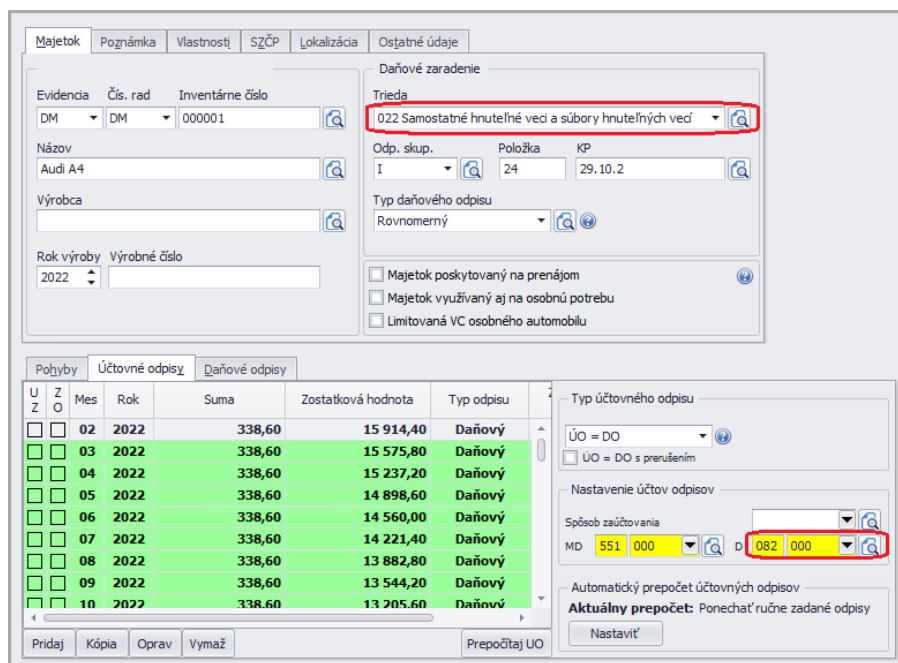 Majetok Poznámka Vlastnosti SZČP Lokalizácia Ostatné údaje
Evidencia Čís. rad Inventárne číslo
DM DM 000001
Názov
Audi A4
Výrobca
Rok výroby Výrobné číslo
2022
Daňové zaradenie
Trieda
022 Samostatné hnuteľné veci a súbory hnuteľných vecí
Odp. skup. Položka KP
I 24 29.10.2
Typ daňového odpisu
Rovnomerný
Majetok poskytovaný na prenájom
Majetok využívaný aj na osobnú potrebu
Limitovaná VC osobného automobilu
Pohyby Účtovné odpisy Daňové odpisy
U Z Z O Mes Rok Suma Zostatková hodnota Typ odpisu
02 2022 338,60 15 914,40 Daňový
03 2022 338,60 15 575,80 Daňový
04 2022 338,60 15 237,20 Daňový
05 2022 338,60 14 898,60 Daňový
06 2022 338,60 14 560,00 Daňový
07 2022 338,60 14 221,40 Daňový
08 2022 338,60 13 882,80 Daňový
09 2022 338,60 13 544,20 Daňový
10 2022 338,60 13 205,60 Daňový
Pridaj Kópia Oprav Vymaž Prepočítaj UO
Typ účtovného odpisu
ÚO = DO
ÚO = DO s prerušením
Nastavenie účtov odpisov
Spôsob zaúčtovania
MD 551 000 D 082 000
Automatický prepočet účtovných odpisov
Aktuálny prepočet: Ponechať ručne zadané odpisy
Nastaviť